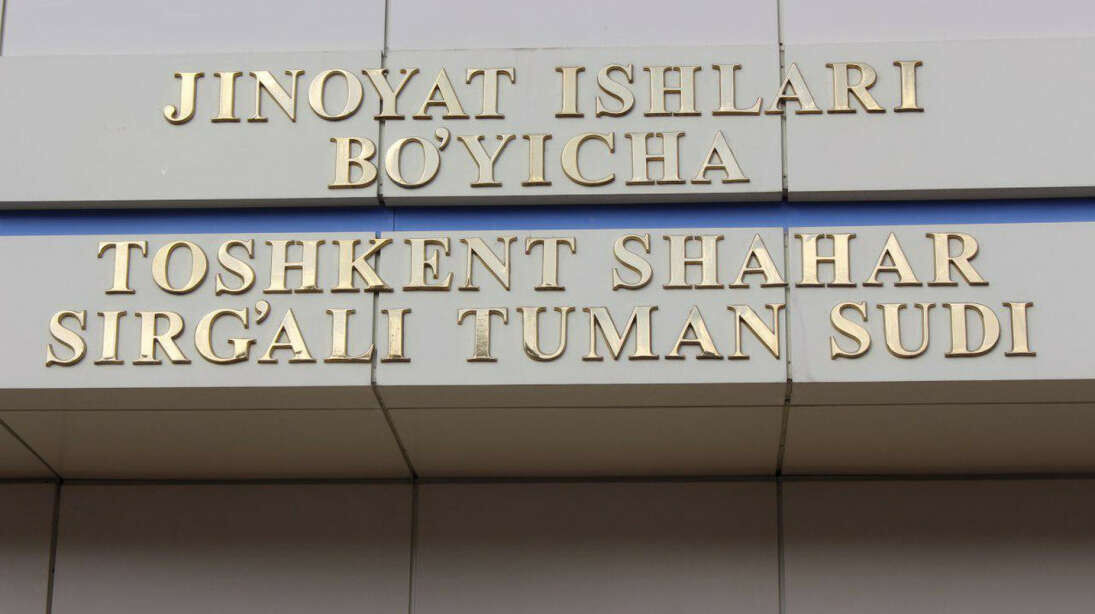 JINOYAT ISHLARI
BO’YICHA
TOSHKENT SHAHAR
SIRG’ALI TUMAN SUDI